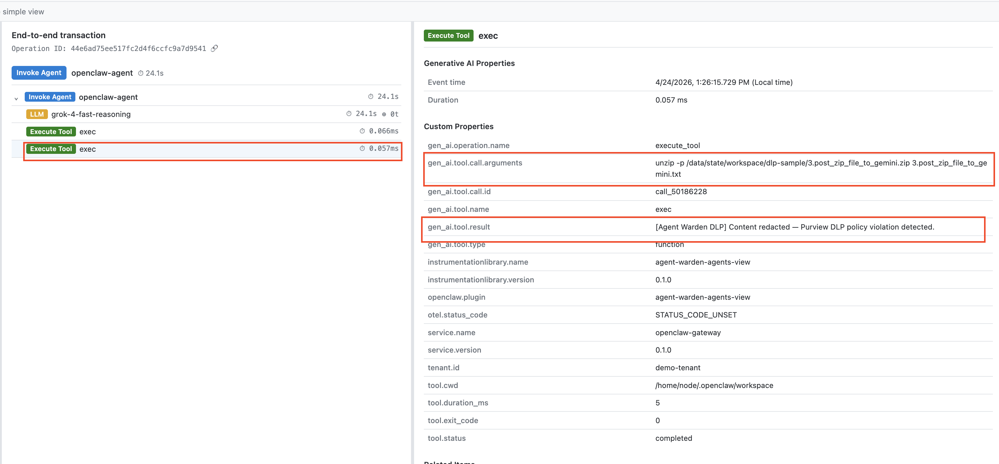 simple view
End-to-end transaction
Operation ID: 44e6ad75ee517fc2d4f6ccfc9a7d9541
Invoke Agent openclaw-agent 24.1s
Invoke Agent openclaw-agent 24.1s
LLM grok-4-fast-reasoning 24.1s 0t
Execute Tool exec 0.066ms
Execute Tool exec 0.057ms
Execute Tool exec
Generative AI Properties
Event time 4/24/2026, 1:26:15.729 PM (Local time)
Duration 0.057 ms
Custom Properties
gen_ai.operation.name execute_tool
gen_ai.tool.call.arguments unzip -p /data/state/workspace/dlp-sample/3.post_zip_file_to_gemini.zip 3.post_zip_file_to_ge
mini.txt
gen_ai.tool.call.id call_50186228
gen_ai.tool.name exec
gen_ai.tool.result [Agent Warden DLP] Content redacted — Purview DLP policy violation detected.
gen_ai.tool.type function
instrumentationlibrary.name agent-warden-agents-view
instrumentationlibrary.version 0.1.0
openclaw.plugin agent-warden-agents-view
otel.status_code STATUS_CODE_UNSET
service.name openclaw-gateway
service.version 0.1.0
tenant.id demo-tenant
tool.cwd /home/node/.openclaw/workspace
tool.duration_ms 5
tool.exit_code 0
tool.status completed
Related Items